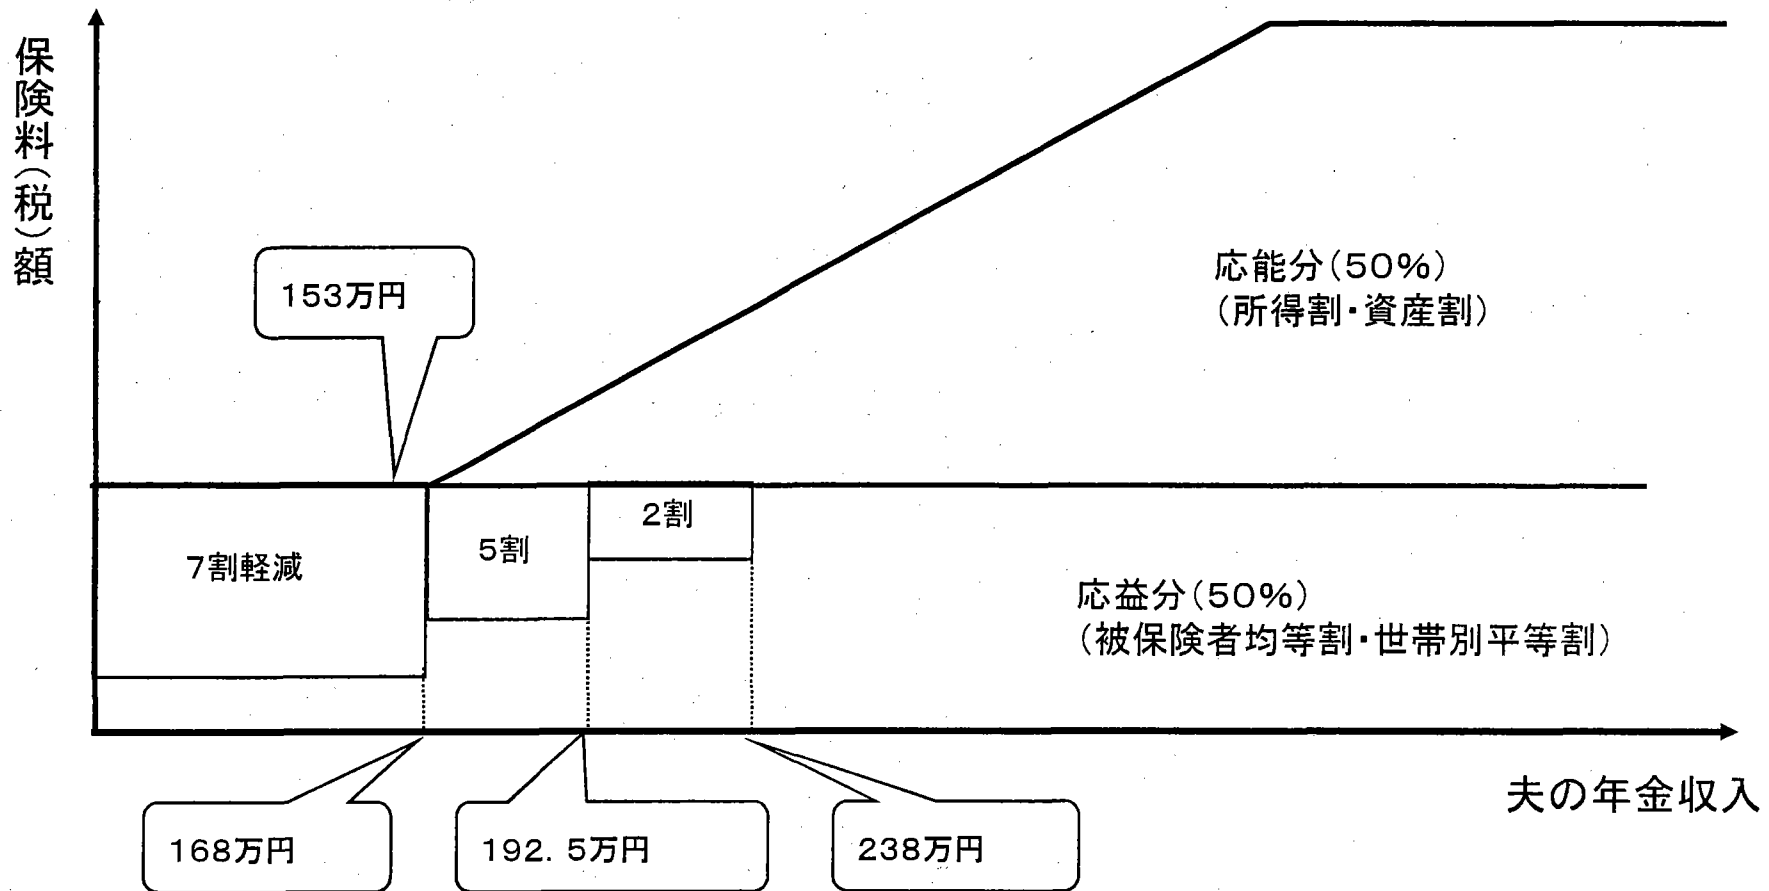 保険料(税)額
153万円
応能分(50%)
(所得割・資産割)
7割軽減
5割
2割
応益分(50%)
(被保険者均等割・世帯別平等割)
夫の年金収入
168万円
192.5万円
238万円